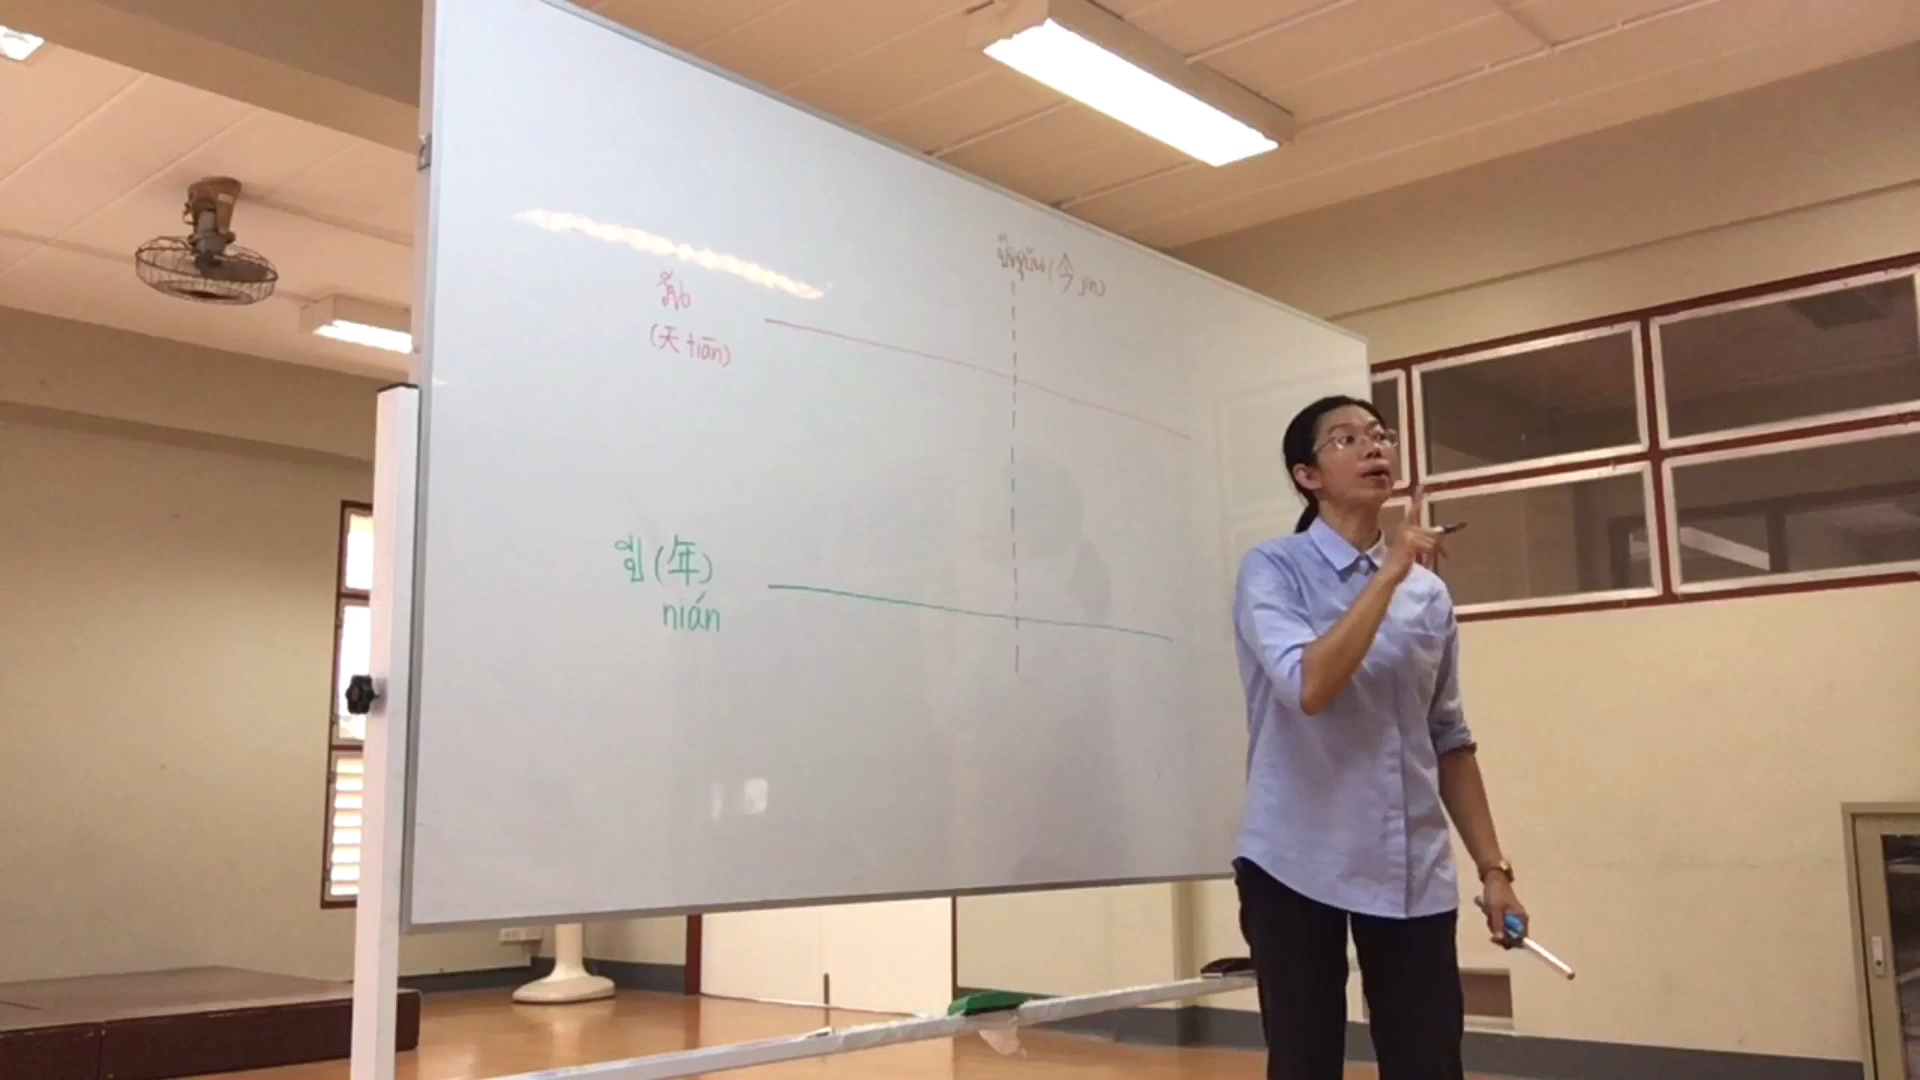 ปัจจุบัน (今 jīn)
วัน
(天 tiān)
ปี (年)
nián